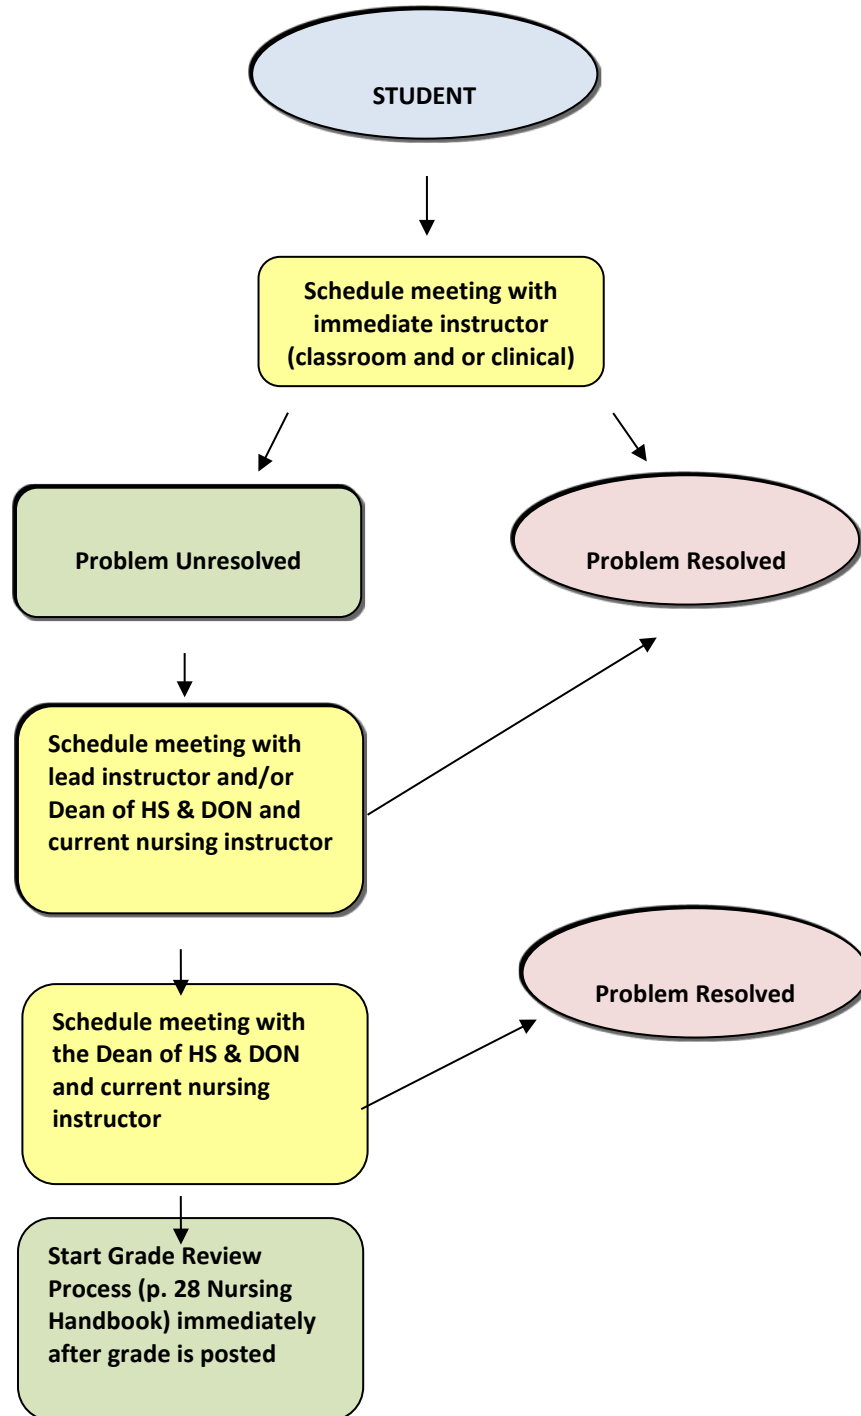 STUDENT
Schedule meeting with
immediate instructor
(classroom and or clinical)
Problem Unresolved
Problem Resolved
Schedule meeting with
lead instructor and/or
Dean of HS & DON and
current nursing instructor
Problem Resolved
Schedule meeting with
the Dean of HS & DON
and current nursing
instructor
Start Grade Review
Process (p. 28 Nursing
Handbook) immediately
after grade is posted